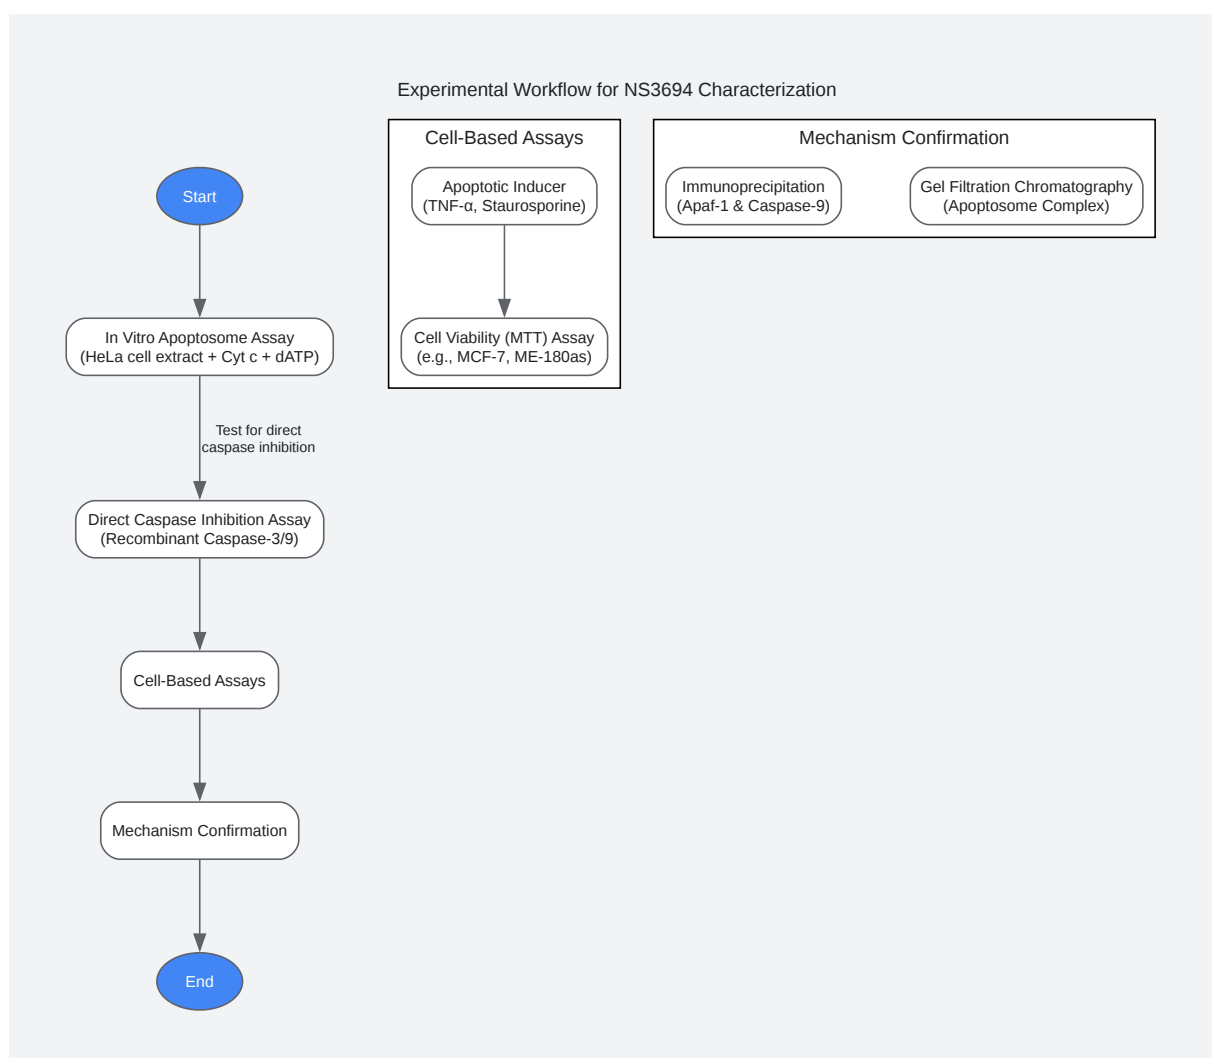 Experimental Workflow for NS3694 Characterization
Start
In Vitro Apoptosome Assay
(HeLa cell extract + Cyt c + dATP)
Test for direct
caspase inhibition
Direct Caspase Inhibition Assay
(Recombinant Caspase-3/9)
Cell-Based Assays
Mechanism Confirmation
End
Cell-Based Assays
Apoptotic Inducer
(TNF-α, Staurosporine)
Cell Viability (MTT) Assay
(e.g., MCF-7, ME-180as)
Mechanism Confirmation
Immunoprecipitation
(Apaf-1 & Caspase-9)
Gel Filtration Chromatography
(Apoptosome Complex)